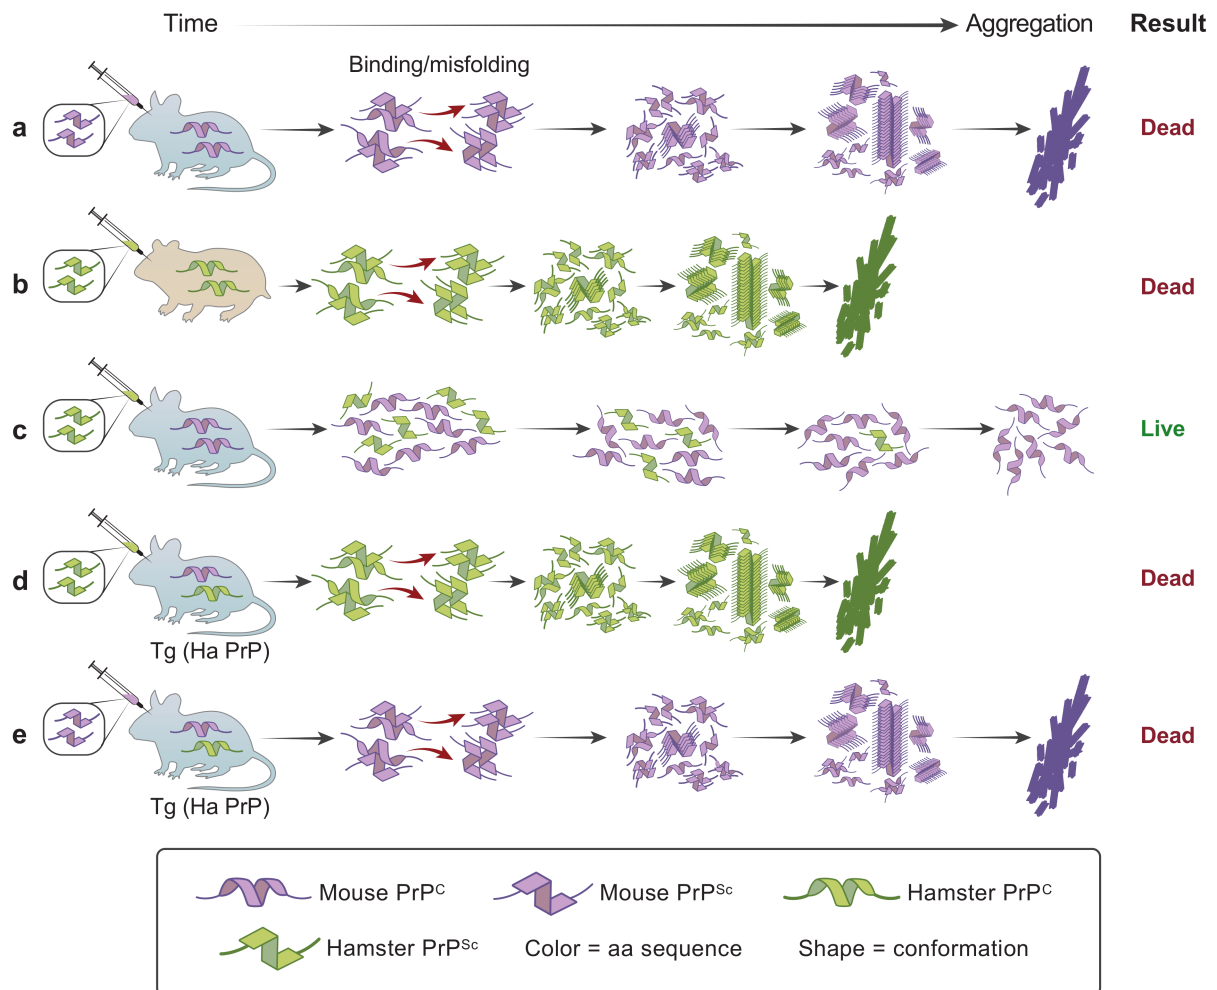 Time Aggregation Result
Binding/misfolding
a Dead
b Dead
c Live
d Dead
Tg (Ha PrP)
e Dead
Tg (Ha PrP)
Mouse PrPC Mouse PrPSc Hamster PrPC
Hamster PrPSc Color = aa sequence Shape = conformation